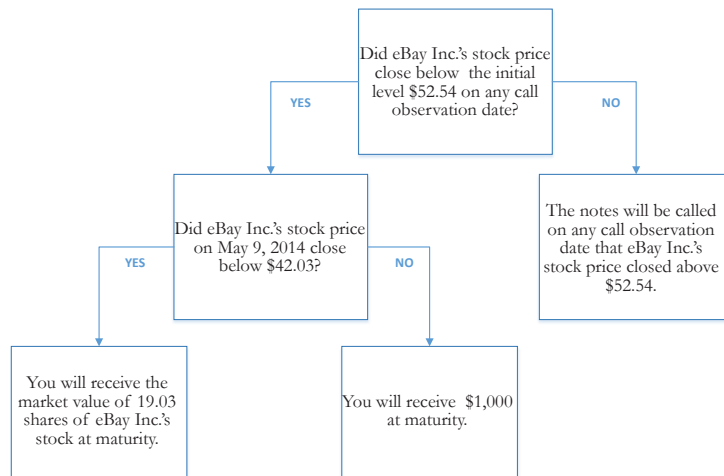 Did eBay Inc.'s stock price
close below the initial
level $52.54 on any call
observation date?
YES
NO
Did eBay Inc.'s stock price
on May 9, 2014 close
below $42.03?
The notes will be called
on any call observation
date that eBay Inc.'s
stock price closed above
$52.54.
YES
NO
You will receive the
market value of 19.03
shares of eBay Inc.'s
stock at maturity.
You will receive $1,000
at maturity.